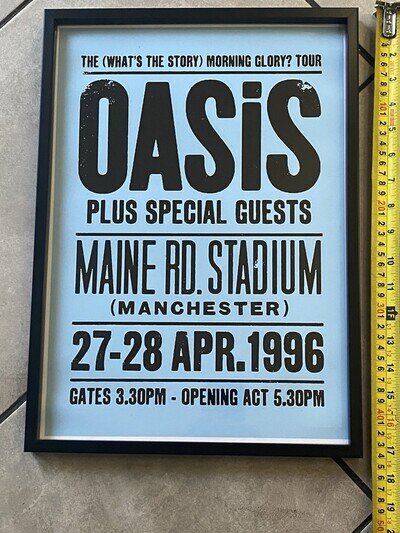 THE (WHAT'S THE STORY) MORNING GLORY? TOUR
OASiS
PLUS SPECIAL GUESTS
MAINE RD. STADIUM
(MANCHESTER)
27-28 APR.1996
GATES 3.30PM - OPENING ACT 5.30PM